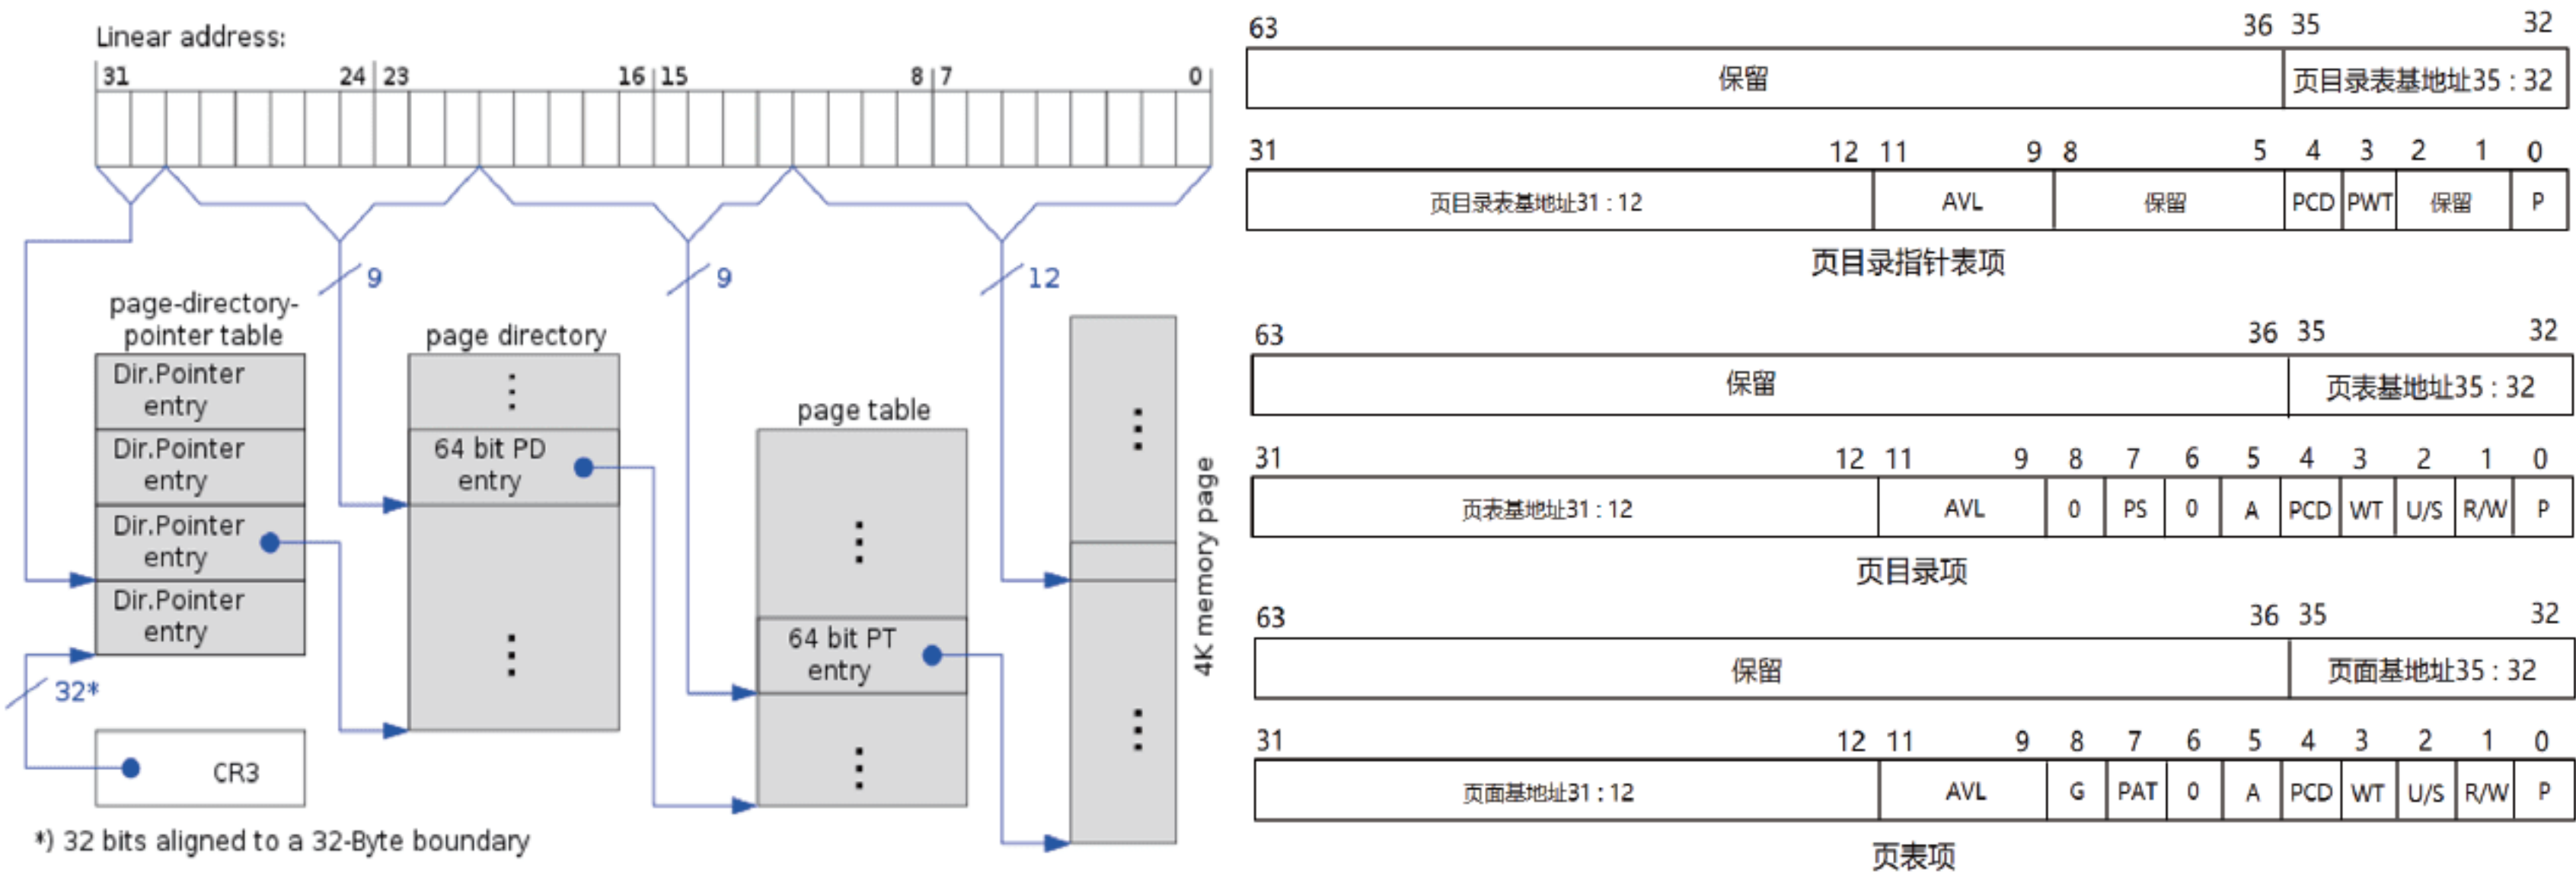 Linear address:
31 24 23 16 15 8 7 0
9 9 12
page-directory-
pointer table
Dir.Pointer
entry
Dir.Pointer
entry
Dir.Pointer
entry
Dir.Pointer
entry
32*
CR3
page directory
64 bit PD
entry
page table
64 bit PT
entry
4K memory page
*) 32 bits aligned to a 32-Byte boundary
63 36 35 32
保留 页目录表基地址35 : 32
31 12 11 9 8 5 4 3 2 1 0
页目录表基地址31 : 12 AVL 保留 PCD PWT 保留 P
页目录指针表项
63 36 35 32
保留 页表基地址35 : 32
31 12 11 9 8 7 6 5 4 3 2 1 0
页表基地址31 : 12 AVL 0 PS 0 A PCD WT U/S R/W P
页目录项
63 36 35 32
保留 页面基地址35 : 32
31 12 11 9 8 7 6 5 4 3 2 1 0
页面基地址31 : 12 AVL G PAT 0 A PCD WT U/S R/W P
页表项